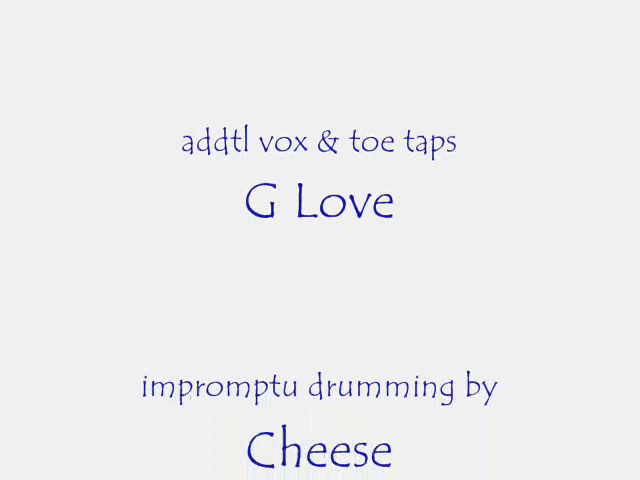 addtl vox & toe taps
G Love
impromptu drumming by
Cheese